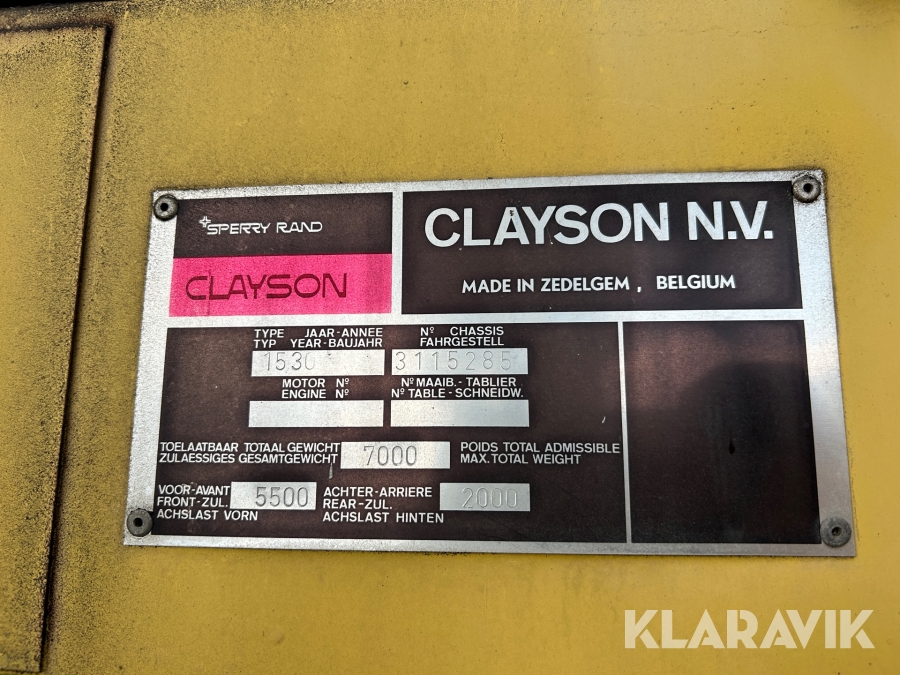 SPERRY RAND
CLAYSON
CLAYSON N.V.
MADE IN ZEDELGEM, BELGIUM
TYPE JAAR-ANNEE
TYP YEAR-BAUJAHR
1530
Nº CHASSIS
FAHRGESTELL
3115285
MOTOR Nº
ENGINE Nº
Nº MAAIB.-TABLIER
Nº TABLE-SCHNEIDW.
TOELAATBAAR TOTAAL GEWICHT
ZULAESSIGES GESAMTGEWICHT
7000
POIDS TOTAL ADMISSIBLE
MAX. TOTAL WEIGHT
VOOR-AVANT
FRONT-ZUL.
ACHSLAST VORN
5500
ACHTER-ARRIERE
REAR-ZUL.
ACHSLAST HINTEN
2000
KLARAVIK